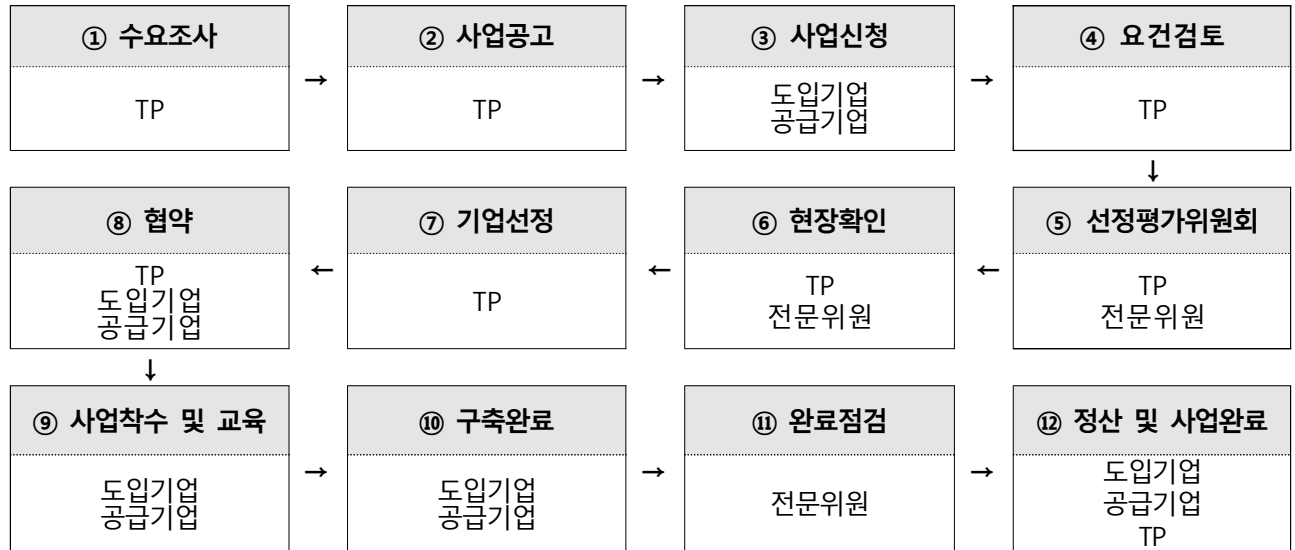 ① 수요조사
TP
→
② 사업공고
TP
→
③ 사업신청
도입기업
공급기업
→
④ 요건검토
TP
↓
⑤ 선정평가위원회
TP
전문위원
←
⑥ 현장확인
TP
전문위원
←
⑦ 기업선정
TP
←
⑧ 협약
TP
도입기업
공급기업
↓
⑨ 사업착수 및 교육
도입기업
공급기업
→
⑩ 구축완료
도입기업
공급기업
→
⑪ 완료점검
전문위원
→
⑫ 정산 및 사업완료
도입기업
공급기업
TP